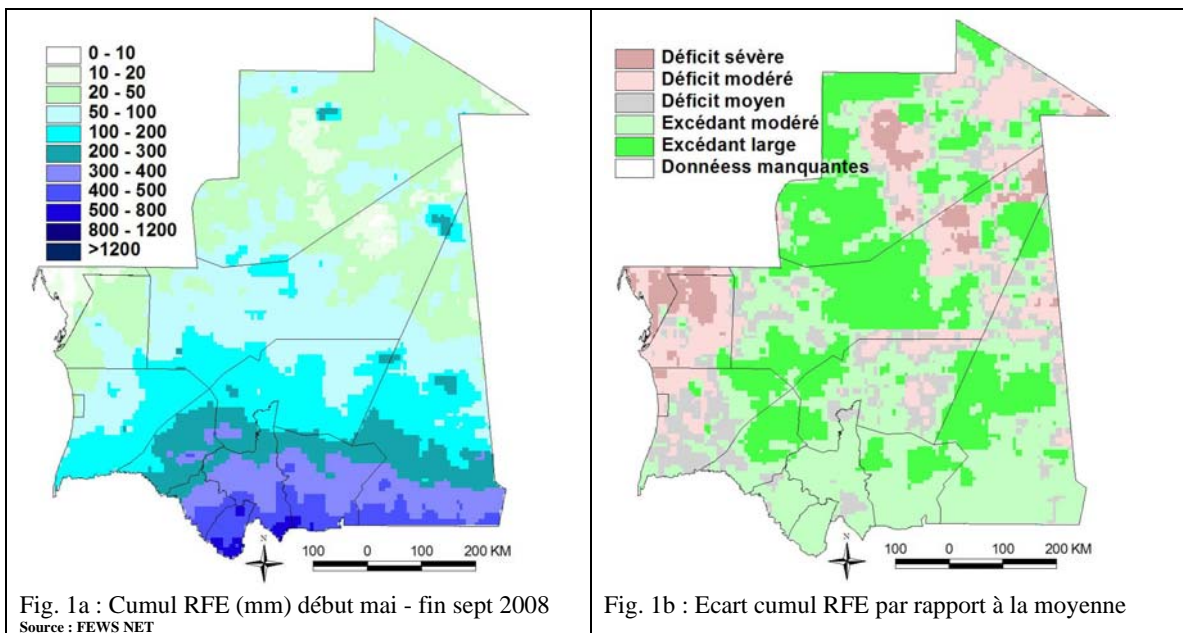 0 - 10
10 - 20
20 - 50
50 - 100
100 - 200
200 - 300
300 - 400
400 - 500
500 - 800
800 - 1200
>1200
N
100 0 100 200 KM
Fig. 1a : Cumul RFE (mm) début mai - fin sept 2008
Source : FEWS NET
Déficit sévère
Déficit modéré
Déficit moyen
Excédant modéré
Excédant large
Donnéess manquantes
N
100 0 100 200 KM
Fig. 1b : Ecart cumul RFE par rapport à la moyenne